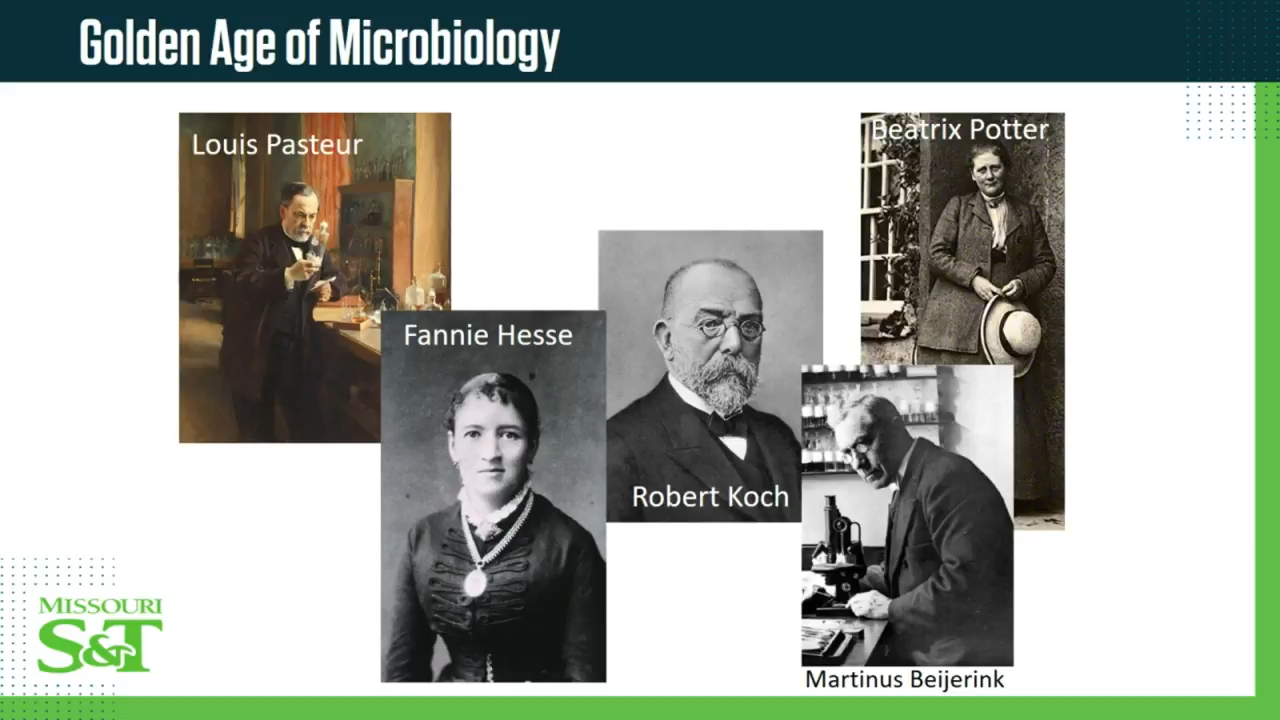 Golden Age of Microbiology
Louis Pasteur
Beatrix Potter
Fannie Hesse
Robert Koch
Martinus Beijerink
MISSOURI
S&T